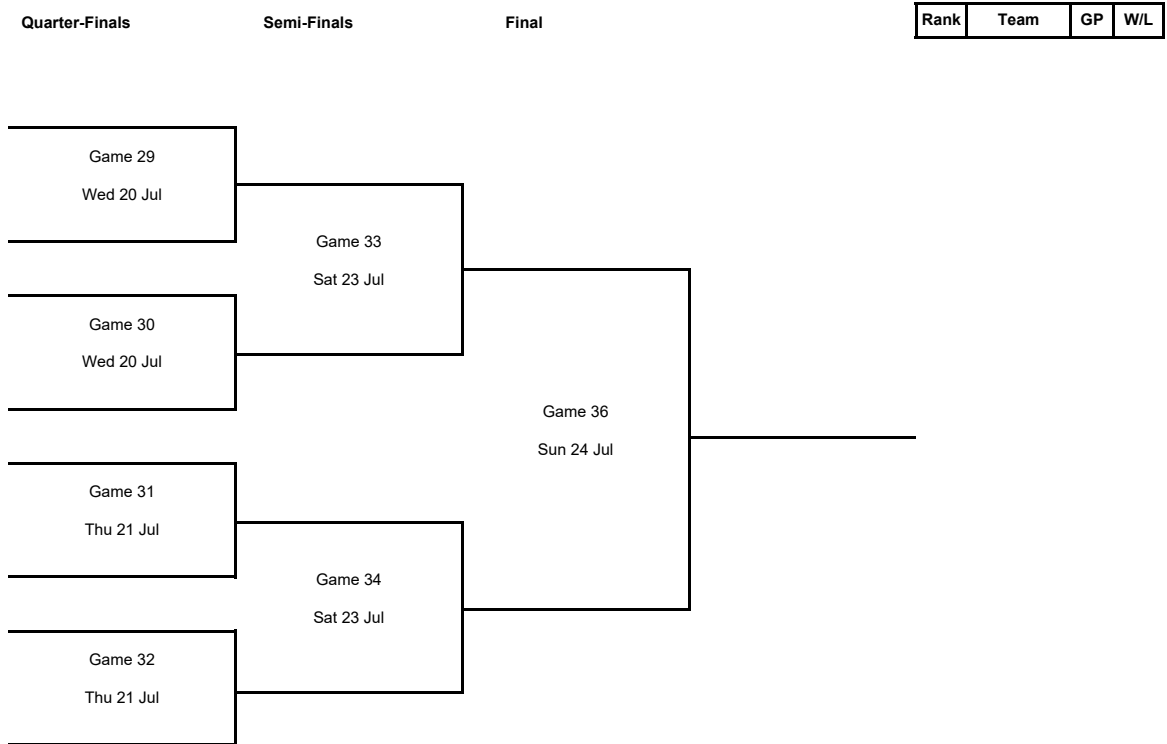 Quarter-Finals Semi-Finals Final
Rank Team GP W/L
Game 29
Wed 20 Jul
Game 33
Sat 23 Jul
Game 30
Wed 20 Jul
Game 36
Sun 24 Jul
Game 31
Thu 21 Jul
Game 34
Sat 23 Jul
Game 32
Thu 21 Jul